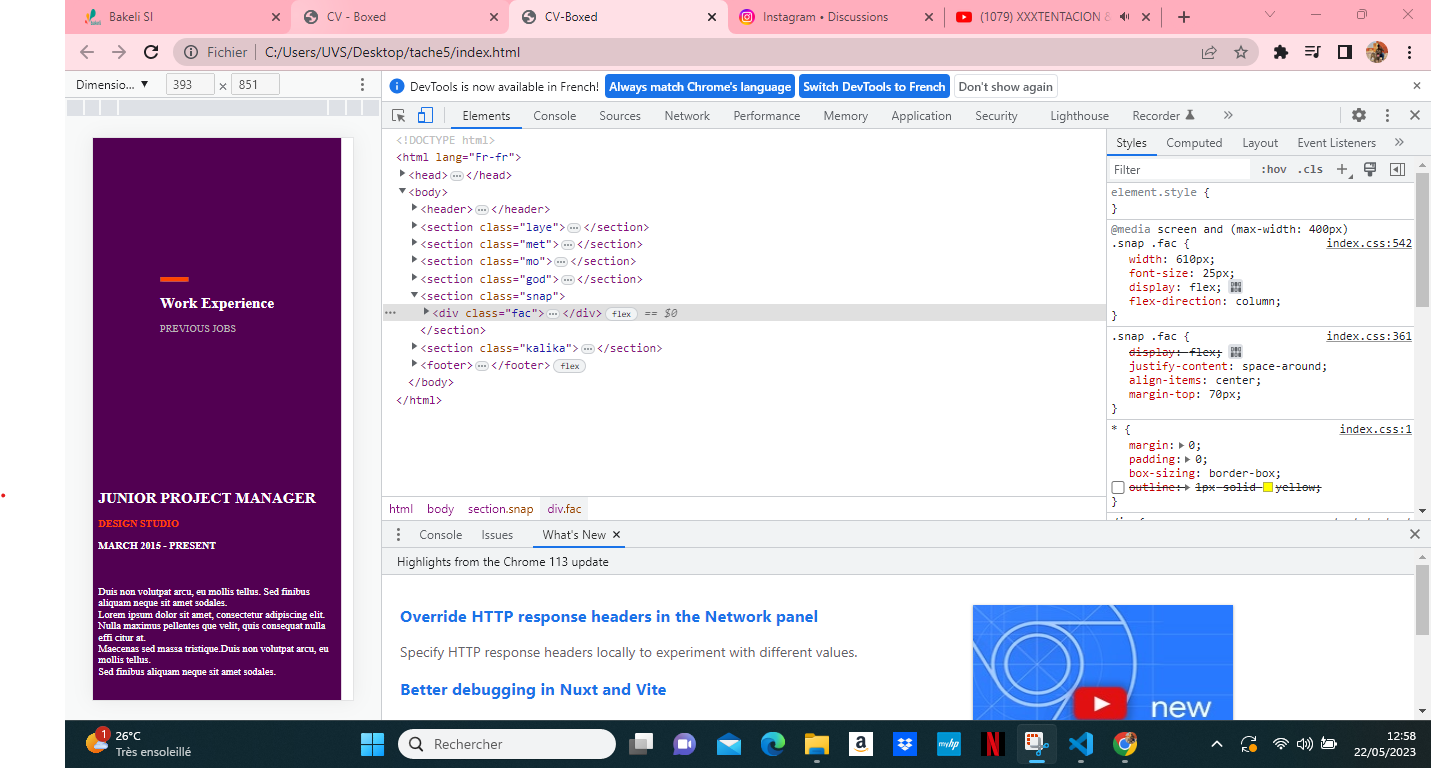 Bakeli SI
CV - Boxed
CV-Boxed
Instagram • Discussions
(1079) XXXTENTACION &
Fichier
C:/Users/UVS/Desktop/tache5/index.html
Dimensio... ▼
393 × 851
DevTools is now available in French!
Always match Chrome's language
Switch DevTools to French
Don't show again
Elements
Console
Sources
Network
Performance
Memory
Application
Security
Lighthouse
Recorder
Work Experience
PREVIOUS JOBS
JUNIOR PROJECT MANAGER
DESIGN STUDIO
MARCH 2015 - PRESENT
Duis non volutpat arcu, eu mollis tellus. Sed finibus
aliquam neque sit amet sodales.
Lorem ipsum dolor sit amet, consectetur adipiscing elit.
Nulla maximus pellentes que velit, quis consequat nulla
effi citur at.
Maecenas sed massa tristique.Duis non volutpat arcu, eu
mollis tellus.
Sed finibus aliquam neque sit amet sodales.
<!DOCTYPE html>
<html lang="Fr-fr">
<head>…</head>
<body>
<header>…</header>
<section class="laye">…</section>
<section class="met">…</section>
<section class="mo">…</section>
<section class="god">…</section>
<section class="snap">
<div class="fac">…</div> flex == $0
</section>
<section class="kalika">…</section>
<footer>…</footer> flex
</body>
</html>
html body section.snap div.fac
Styles
Computed
Layout
Event Listeners
Filter
:hov .cls
element.style {
}
@media screen and (max-width: 400px)
.snap .fac { index.css:542
width: 610px;
font-size: 25px;
display: flex;
flex-direction: column;
}
.snap .fac { index.css:361
display: flex;
justify-content: space-around;
align-items: center;
margin-top: 70px;
}
* { index.css:1
margin: 0;
padding: 0;
box-sizing: border-box;
outline: 1px solid yellow;
}
Console
Issues
What's New
Highlights from the Chrome 113 update
Override HTTP response headers in the Network panel
Specify HTTP response headers locally to experiment with different values.
Better debugging in Nuxt and Vite
new
1
26°C
Très ensoleillé
Rechercher
a
myhp
N
12:58
22/05/2023